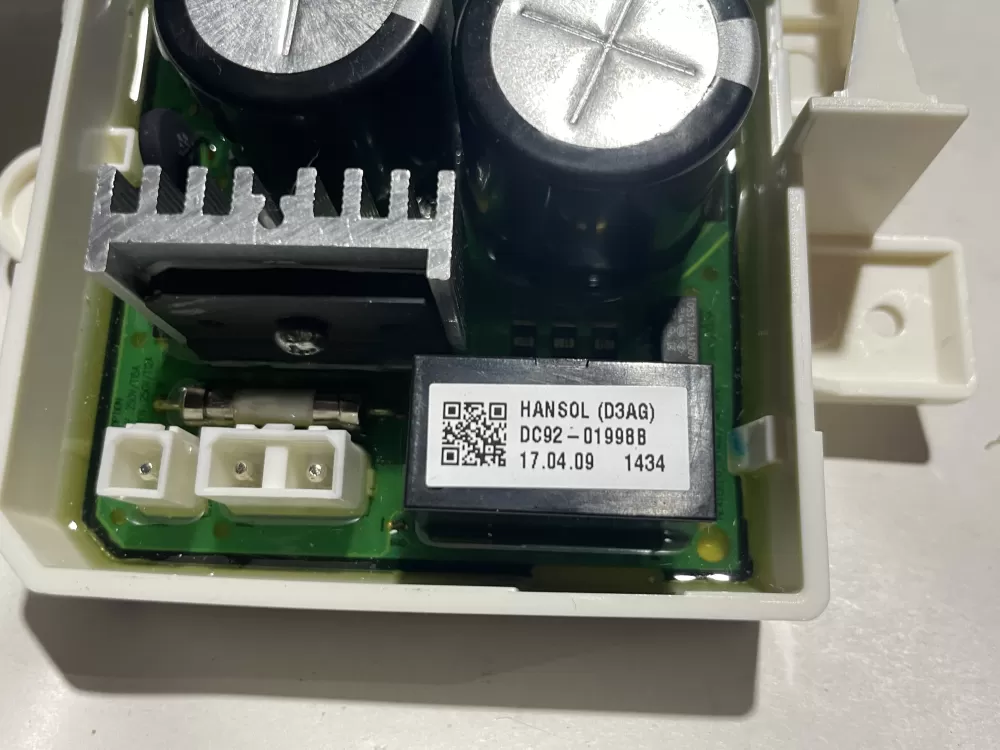 HANSOL (D3AG)
DC92-01998B
17.04.09 1434